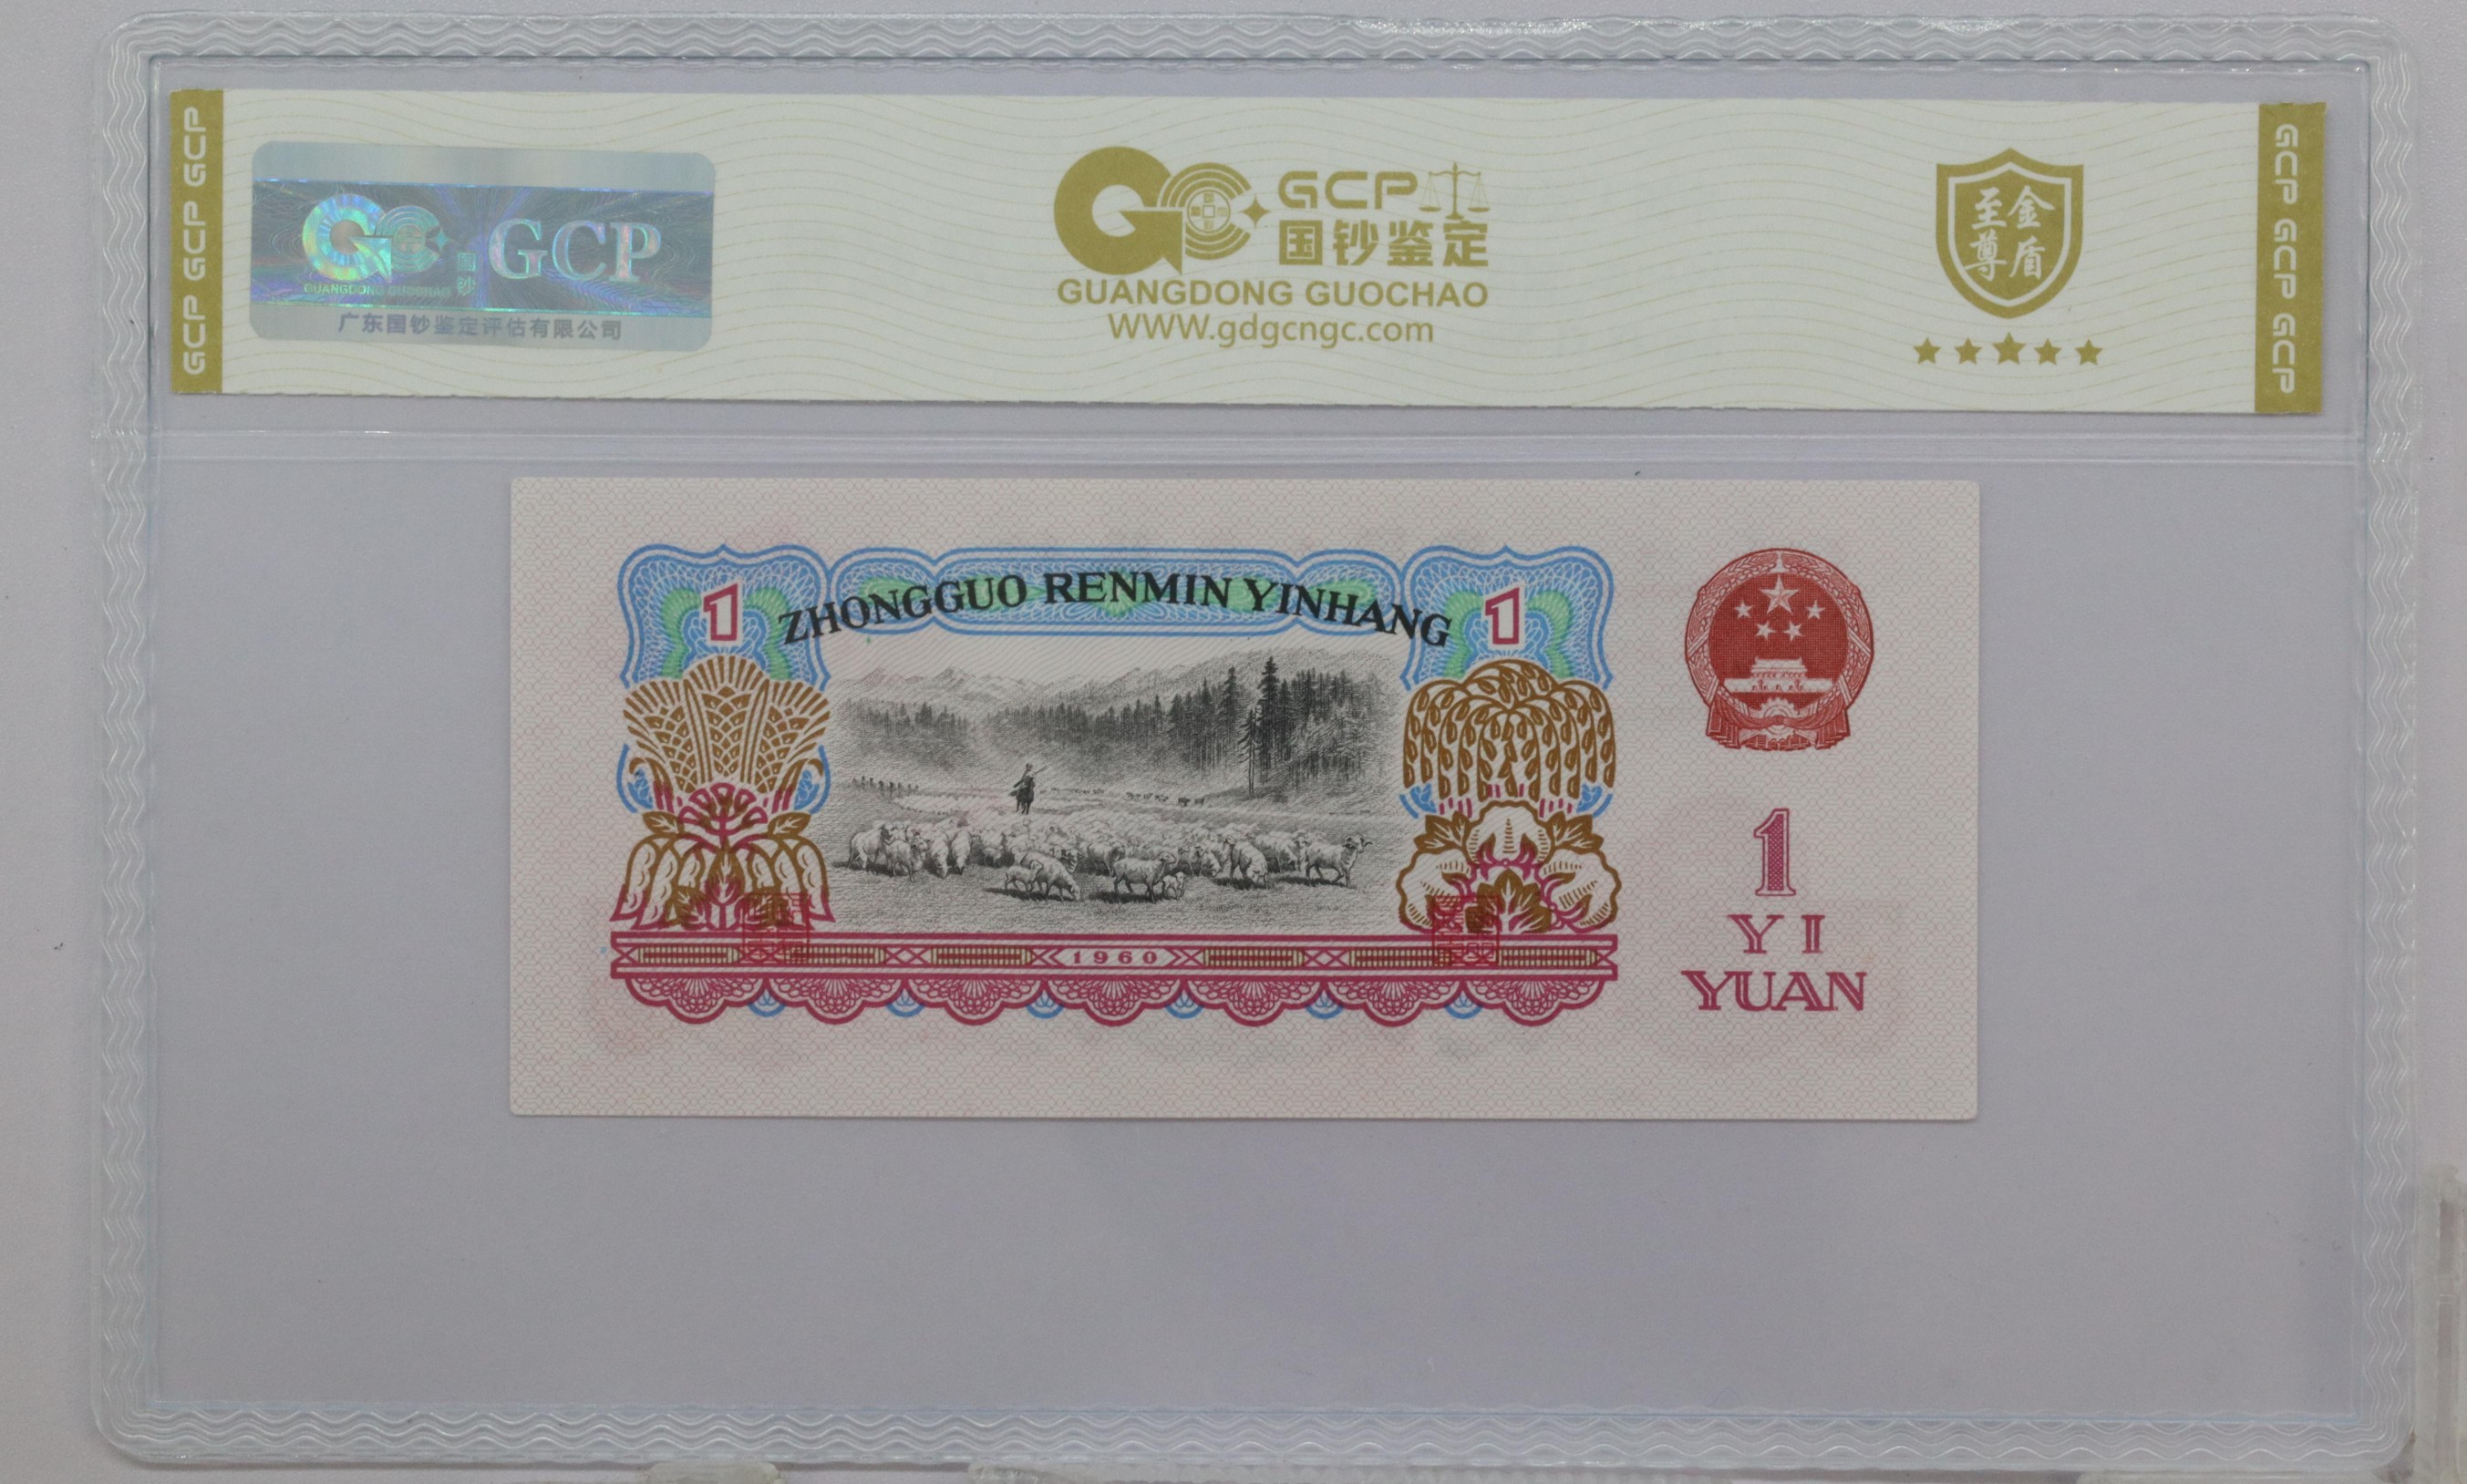 GCP GCP GCP
GCP
GUANGDONG GUOCHAO
国钞
广东国钞鉴定评估有限公司
GCP
国钞鉴定
GUANGDONG GUOCHAO
WWW.gdgcngc.com
至金
尊盾
GCP GCP GCP
ZHONGGUO RENMIN YINHANG
1
1
1960
1
YI
YUAN